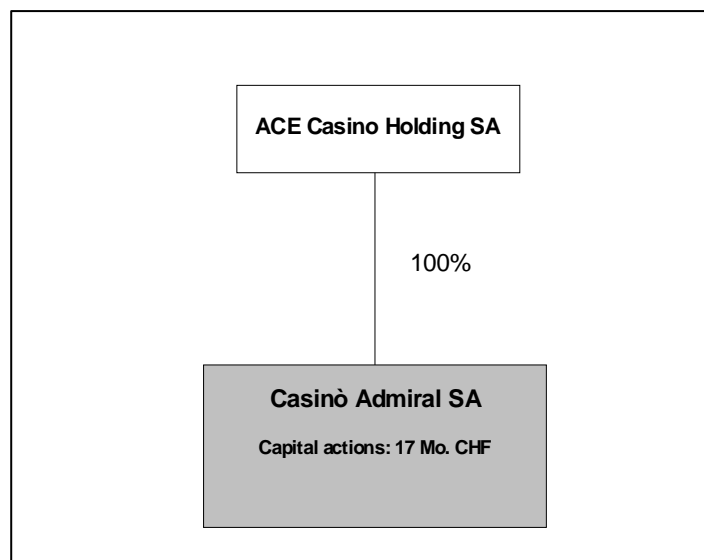 ACE Casino Holding SA
100%
Casinò Admiral SA
Capital actions: 17 Mo. CHF